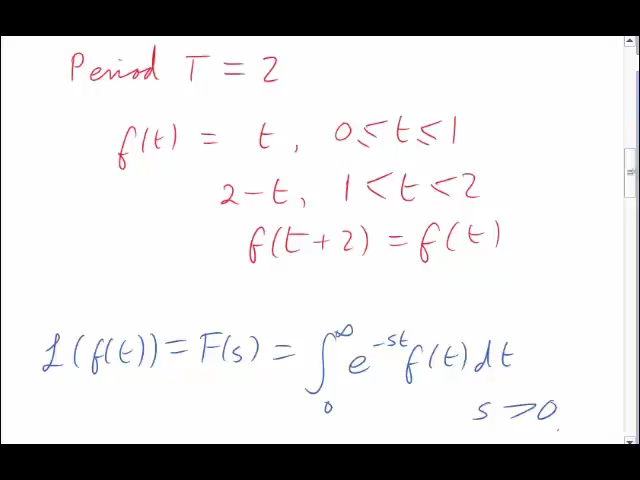 Period T = 2
f(t) = t, 0 ≤ t ≤ 1
2 - t, 1 < t < 2
f(t + 2) = f(t)
ℒ(f(t)) = F(s) = ∫₀^∞ e^{-st} f(t) dt
s > 0